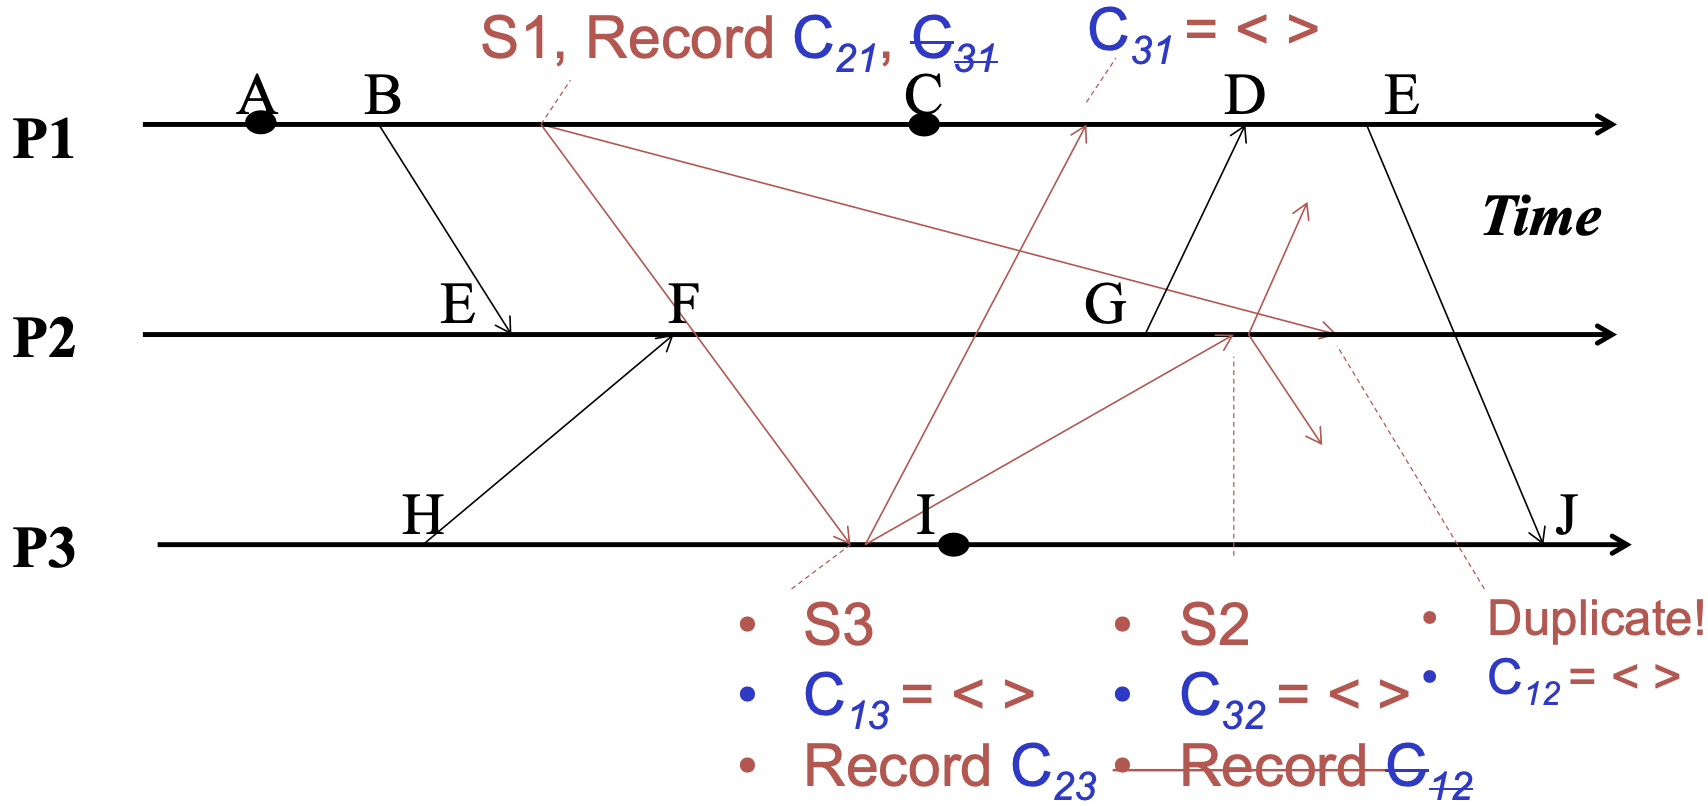 S1, Record C21, C31 C31 = < >
A B C D E
P1
Time
E F G
P2
H I J
P3
• S3 • S2 • Duplicate!
• C13 = < > • C32 = < > • C12 = < >
• Record C23 • Record C12